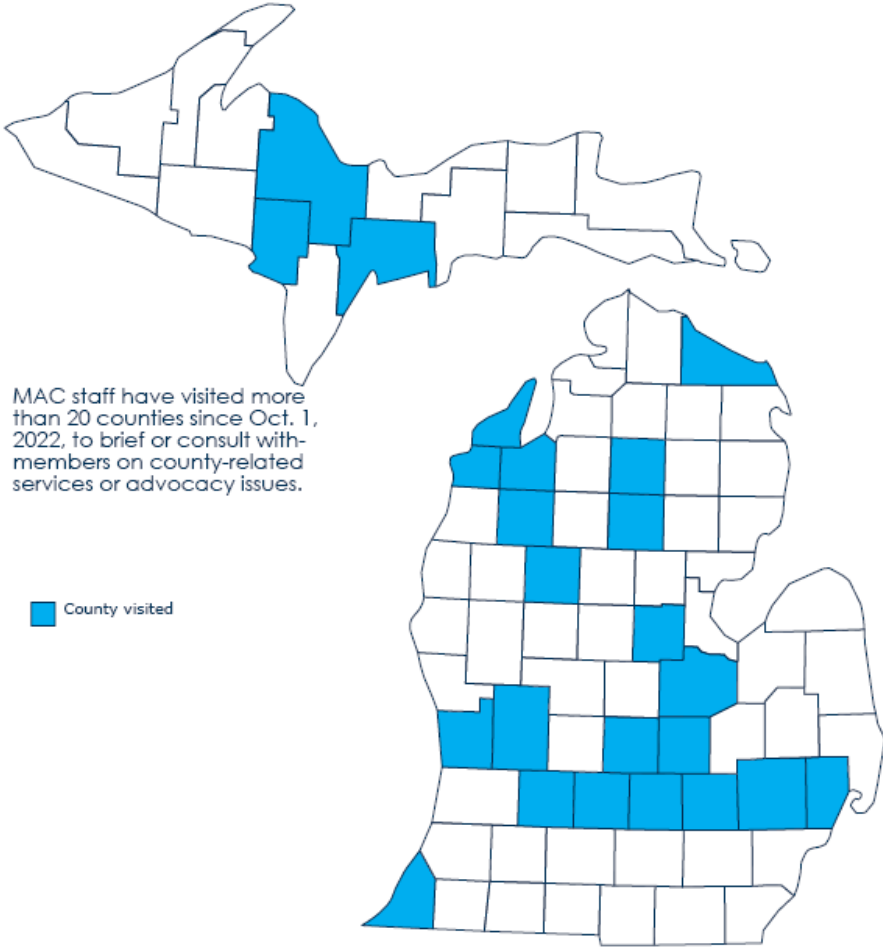 MAC staff have visited more
than 20 counties since Oct. 1,
2022, to brief or consult with-
members on county-related
services or advocacy issues.
County visited